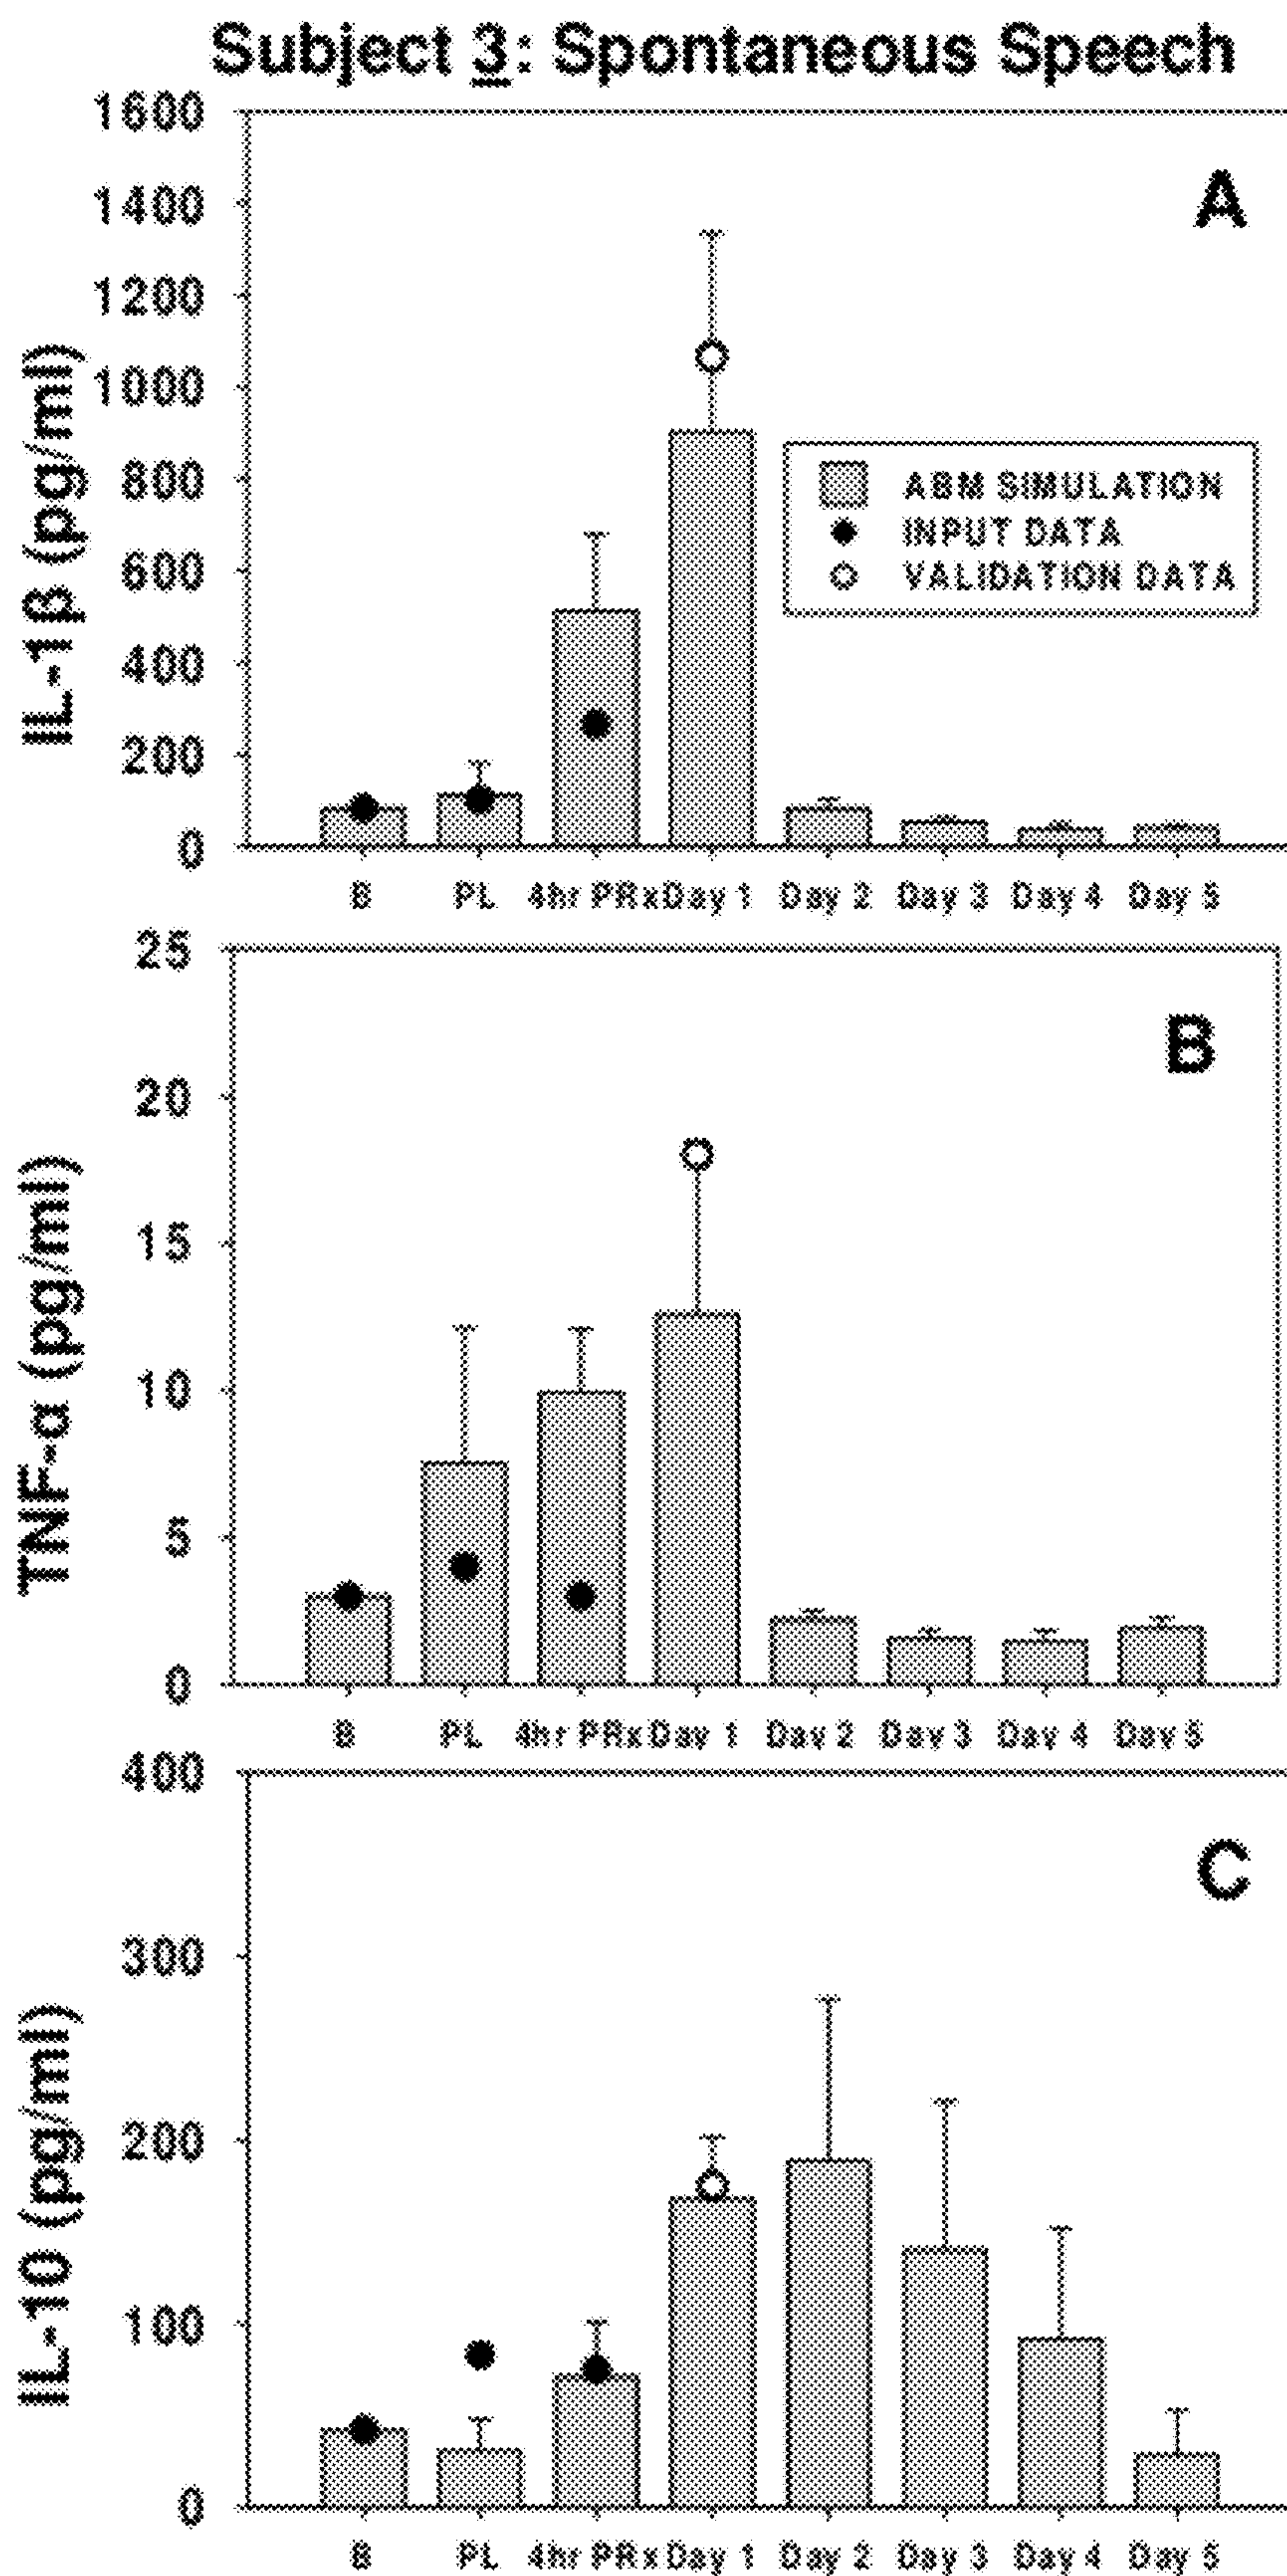 Subject 3: Spontaneous Speech
1600
1400
1200
1000
800
600
400
200
0
IL-1β (pg/ml)
A
ABM SIMULATION
INPUT DATA
VALIDATION DATA
B PL 4hr PRx Day 1 Day 2 Day 3 Day 4 Day 5
25
20
15
10
5
0
TNF-α (pg/ml)
B
B PL 4hr PRx Day 1 Day 2 Day 3 Day 4 Day 5
400
300
200
100
0
IL-10 (pg/ml)
C
B PL 4hr PRx Day 1 Day 2 Day 3 Day 4 Day 5